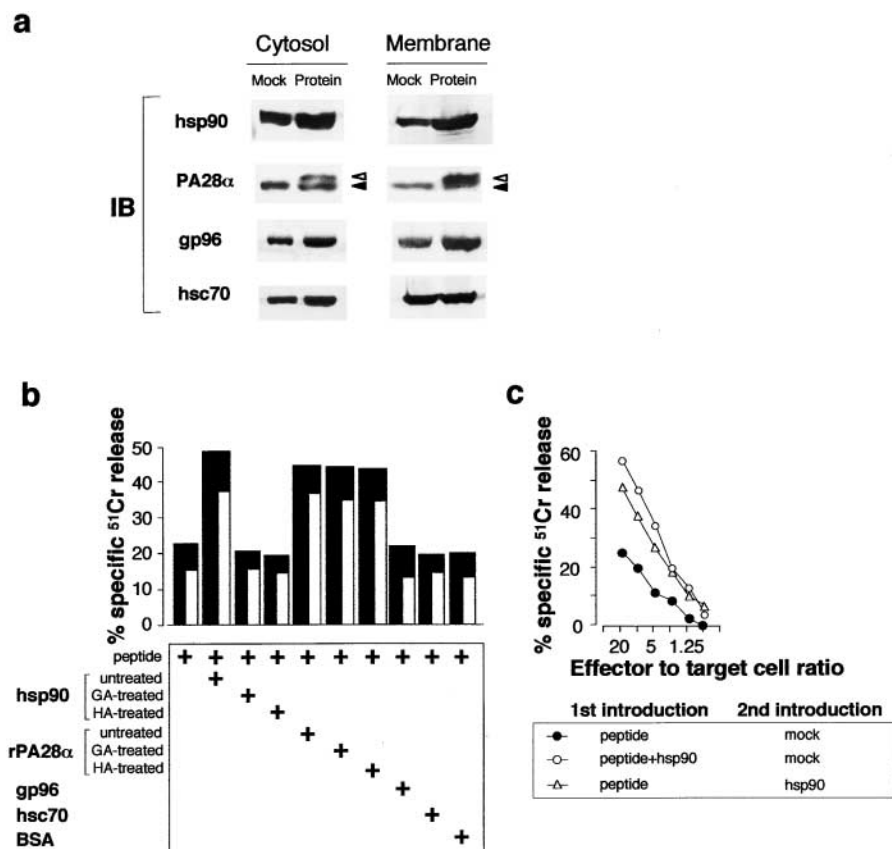 a
Cytosol Membrane
Mock Protein Mock Protein
IB
hsp90
PA28α
gp96
hsc70
b
% specific ⁵¹Cr release
50
40
30
20
10
0
peptide + + + + + + + + + +
hsp90
untreated +
GA-treated +
HA-treated +
rPA28α
untreated +
GA-treated +
HA-treated +
gp96 +
hsc70 +
BSA +
c
% specific ⁵¹Cr release
60
40
20
0
20 5 1.25
Effector to target cell ratio
1st introduction 2nd introduction
peptide mock
peptide+hsp90 mock
peptide hsp90